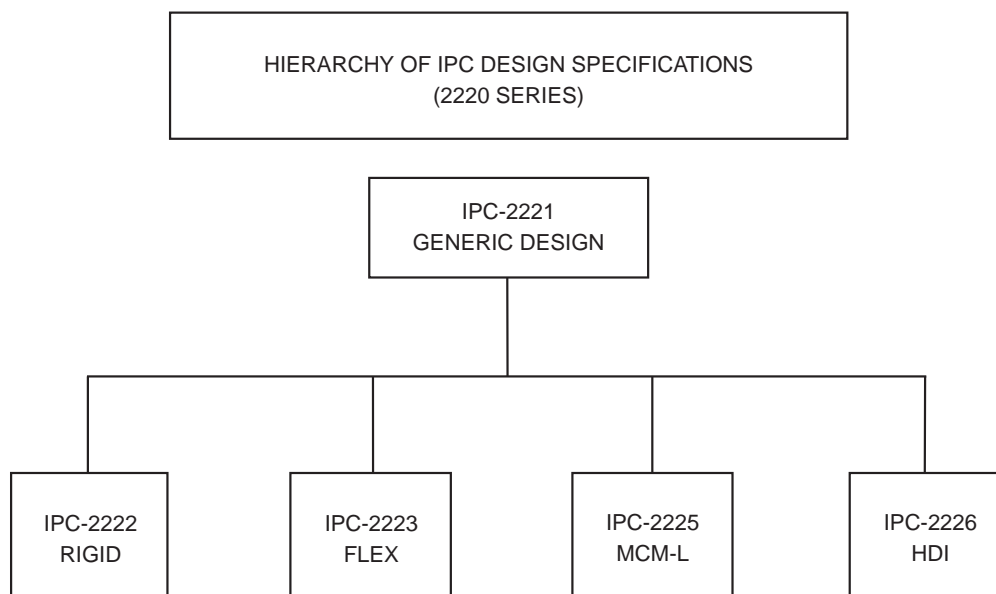 HIERARCHY OF IPC DESIGN SPECIFICATIONS
(2220 SERIES)
IPC-2221
GENERIC DESIGN
IPC-2222
RIGID
IPC-2223
FLEX
IPC-2225
MCM-L
IPC-2226
HDI